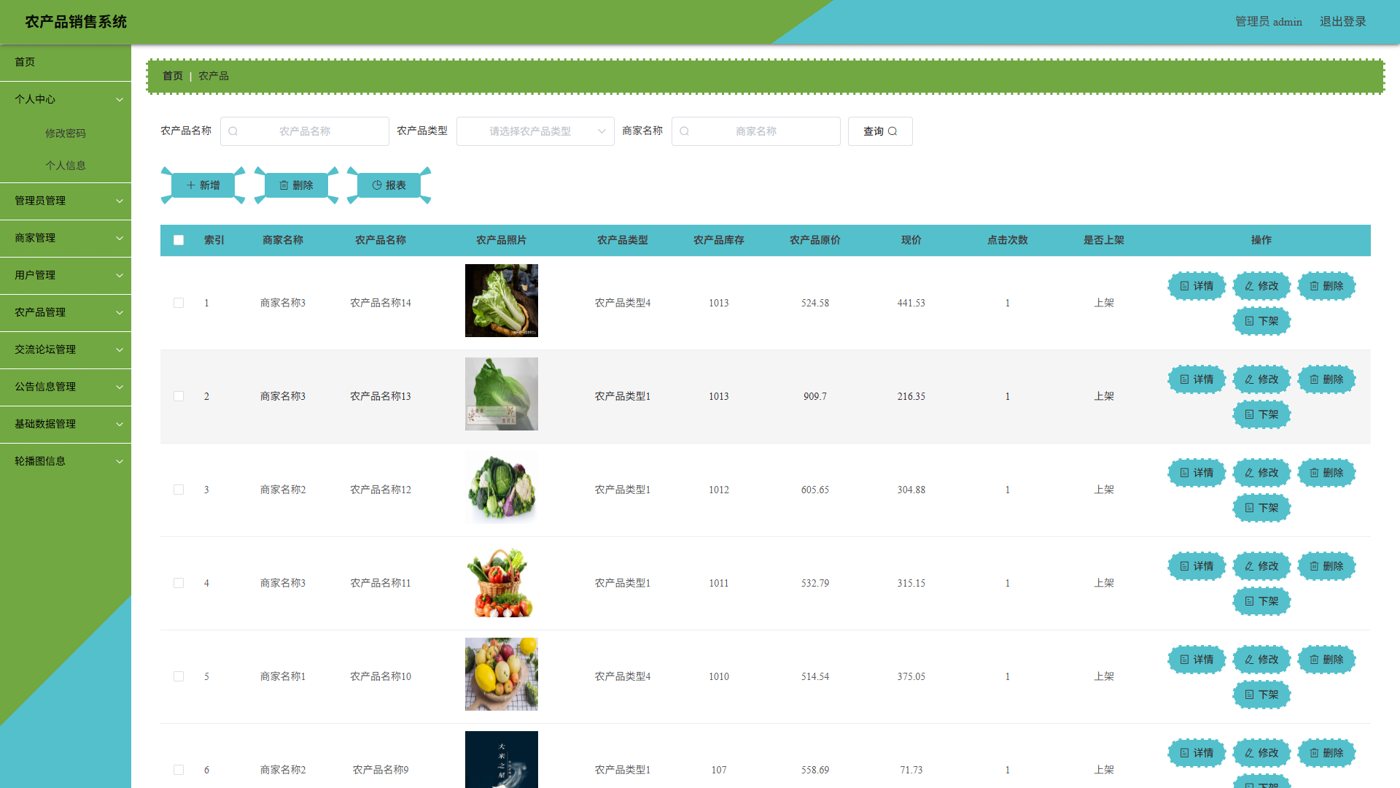 农产品销售系统
管理员 admin 退出登录
首页
个人中心
修改密码
个人信息
管理员管理
商家管理
用户管理
农产品管理
交流论坛管理
公告信息管理
基础数据管理
轮播图信息
首页 | 农产品
农产品名称 农产品名称 农产品类型 请选择农产品类型 商家名称 商家名称 查询
新增 删除 报表
索引 商家名称 农产品名称 农产品照片 农产品类型 农产品库存 农产品原价 现价 点击次数 是否上架 操作
1 商家名称3 农产品名称14 农产品类型4 1013 524.58 441.53 1 上架 详情 修改 删除
下架
2 商家名称3 农产品名称13 农产品类型1 1013 909.7 216.35 1 上架 详情 修改 删除
下架
3 商家名称2 农产品名称12 农产品类型1 1012 605.65 304.88 1 上架 详情 修改 删除
下架
4 商家名称3 农产品名称11 农产品类型1 1011 532.79 315.15 1 上架 详情 修改 删除
下架
5 商家名称1 农产品名称10 农产品类型4 1010 514.54 375.05 1 上架 详情 修改 删除
下架
6 商家名称2 农产品名称9 大米之 农产品类型1 107 558.69 71.73 1 上架 详情 修改 删除
下架